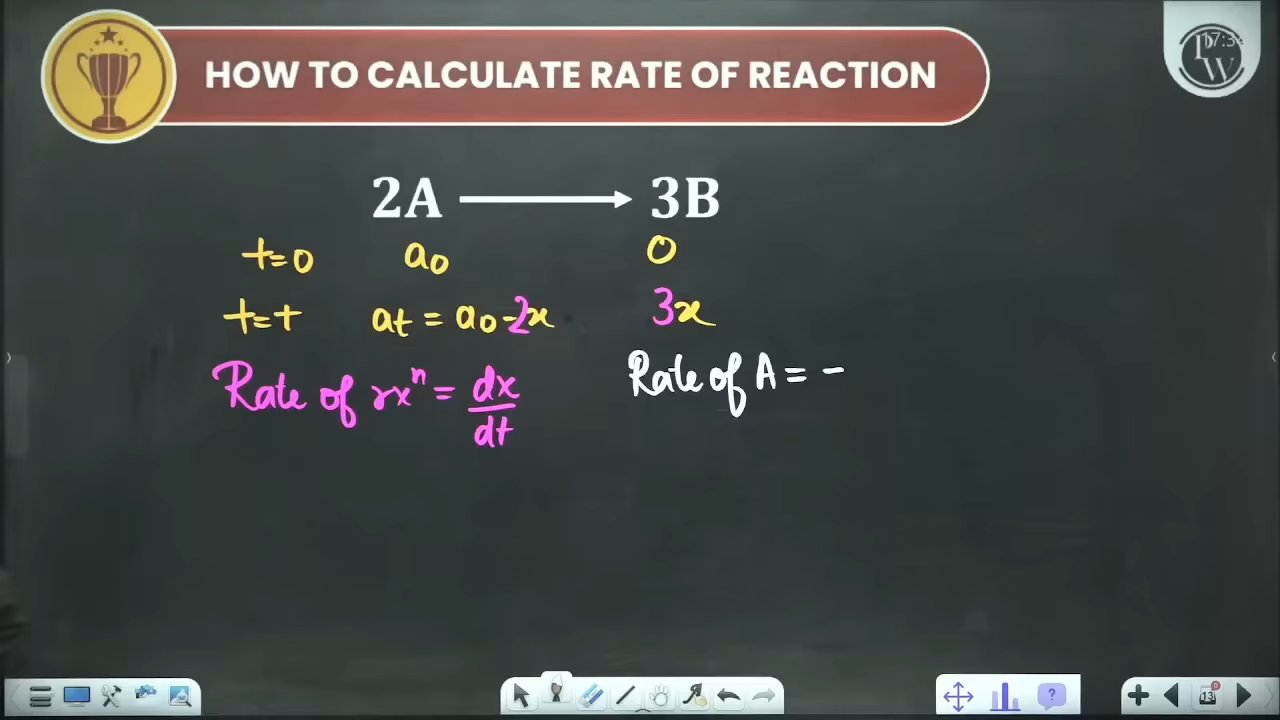 HOW TO CALCULATE RATE OF REACTION
2A ⟶ 3B
t=0 a₀ 0
t=t aₜ = a₀-2x 3x
Rate of rxⁿ = dx/dt
Rate of A = -